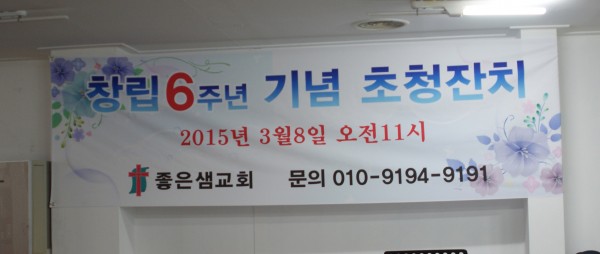 창립6주년 기념 초청잔치
2015년 3월8일 오전11시
좋은샘교회 문의 010-9194-9191